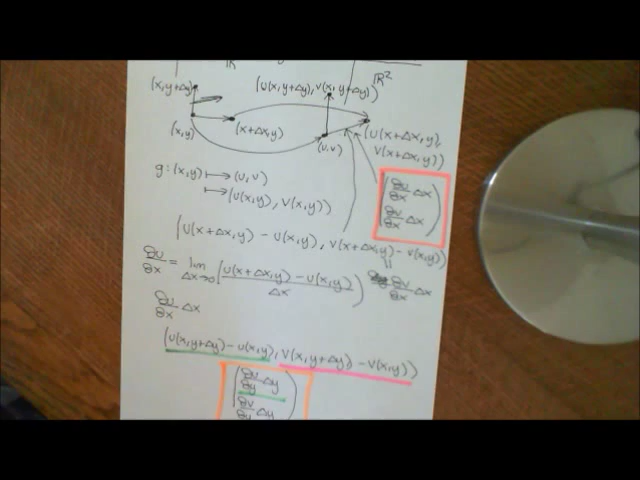 ℝ ℝ²
(x,y+Δy) (U(x,y+Δy),V(x,y+Δy))
(x,y) (x+Δx,y) (u,v) (U(x+Δx,y),
V(x+Δx,y))
g:(x,y) ↦ (u,v)
↦ (U(x,y), V(x,y))
(∂U/∂x Δx
∂V/∂x Δx)
(U(x+Δx,y) − U(x,y), V(x+Δx,y) − V(x,y))
∂U/∂x = lim Δx→0 (U(x+Δx,y) − U(x,y)/Δx) ∂V/∂x Δx
∂U/∂x Δx
(U(x,y+Δy) − U(x,y), V(x,y+Δy) − V(x,y))
(∂U/∂y Δy
∂V/∂y Δy)